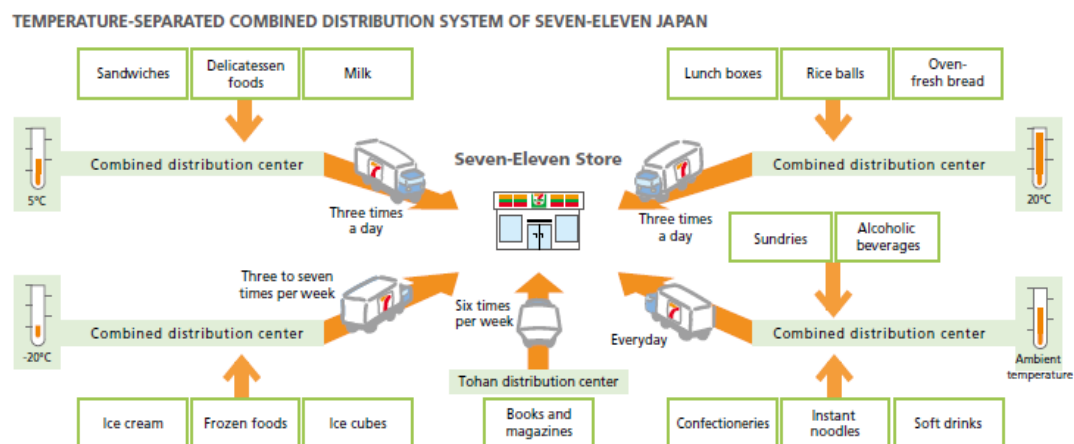 TEMPERATURE-SEPARATED COMBINED DISTRIBUTION SYSTEM OF SEVEN-ELEVEN JAPAN
Sandwiches
Delicatessen
foods
Milk
Lunch boxes
Rice balls
Oven-
fresh bread
Combined distribution center
5°C
Three times
a day
Seven-Eleven Store
Combined distribution center
20°C
Three times
a day
Sundries
Alcoholic
beverages
Three to seven
times per week
Combined distribution center
-20°C
Six times
per week
Everyday
Combined distribution center
Ambient
temperature
Tohan distribution center
Ice cream
Frozen foods
Ice cubes
Books and
magazines
Confectioneries
Instant
noodles
Soft drinks